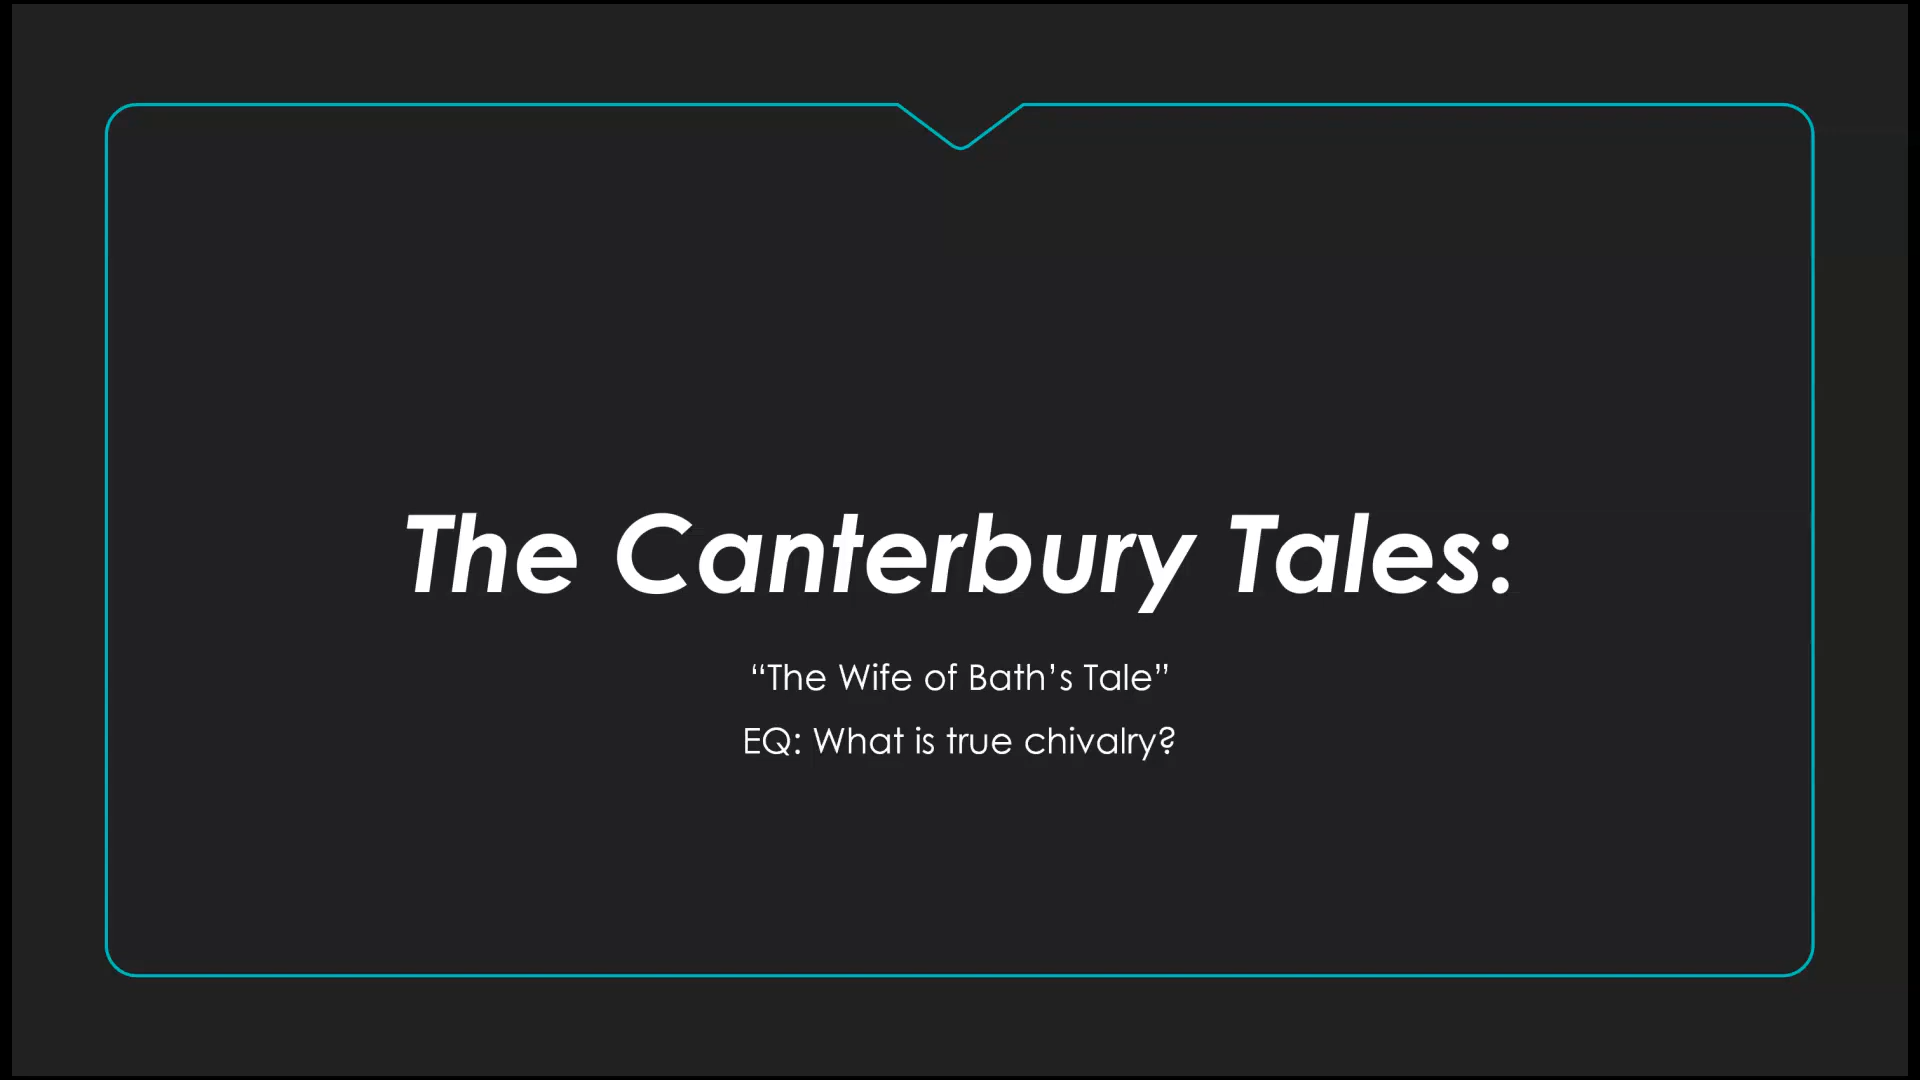 The Canterbury Tales:
“The Wife of Bath’s Tale”
EQ: What is true chivalry?